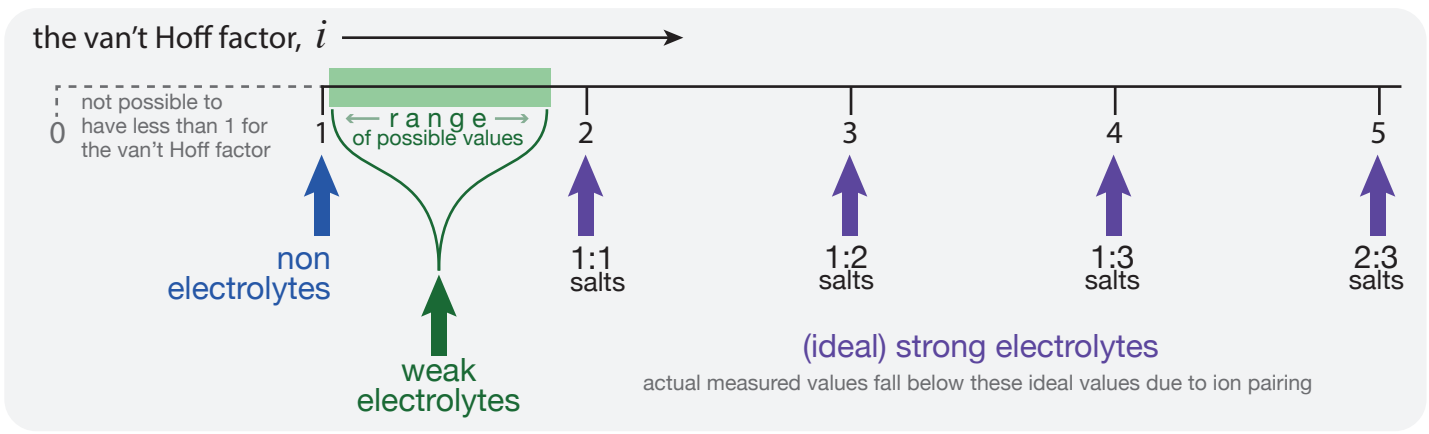 the van't Hoff factor, i
not possible to
have less than 1 for
the van't Hoff factor
range
of possible values
0
1
2
3
4
5
non
electrolytes
weak
electrolytes
1:1
salts
1:2
salts
1:3
salts
2:3
salts
(ideal) strong electrolytes
actual measured values fall below these ideal values due to ion pairing